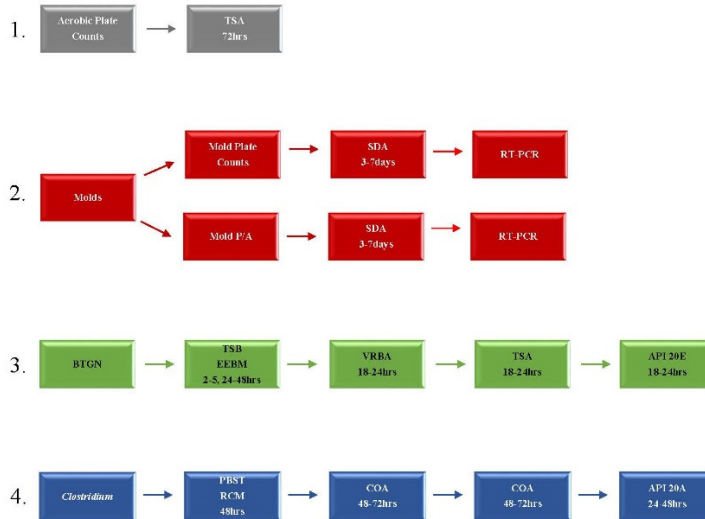 1.
Aerobic Plate
Counts
TSA
72hrs
2.
Molds
Mold Plate
Counts
SDA
3-7days
RT-PCR
Mold P/A
SDA
3-7days
RT-PCR
3.
BTGN
TSB
EEBM
2-5, 24-48hrs
VRBA
18-24hrs
TSA
18-24hrs
API 20E
18-24hrs
4.
Clostridium
PBST
RCM
48hrs
COA
48-72hrs
COA
48-72hrs
API 20A
24-48hrs